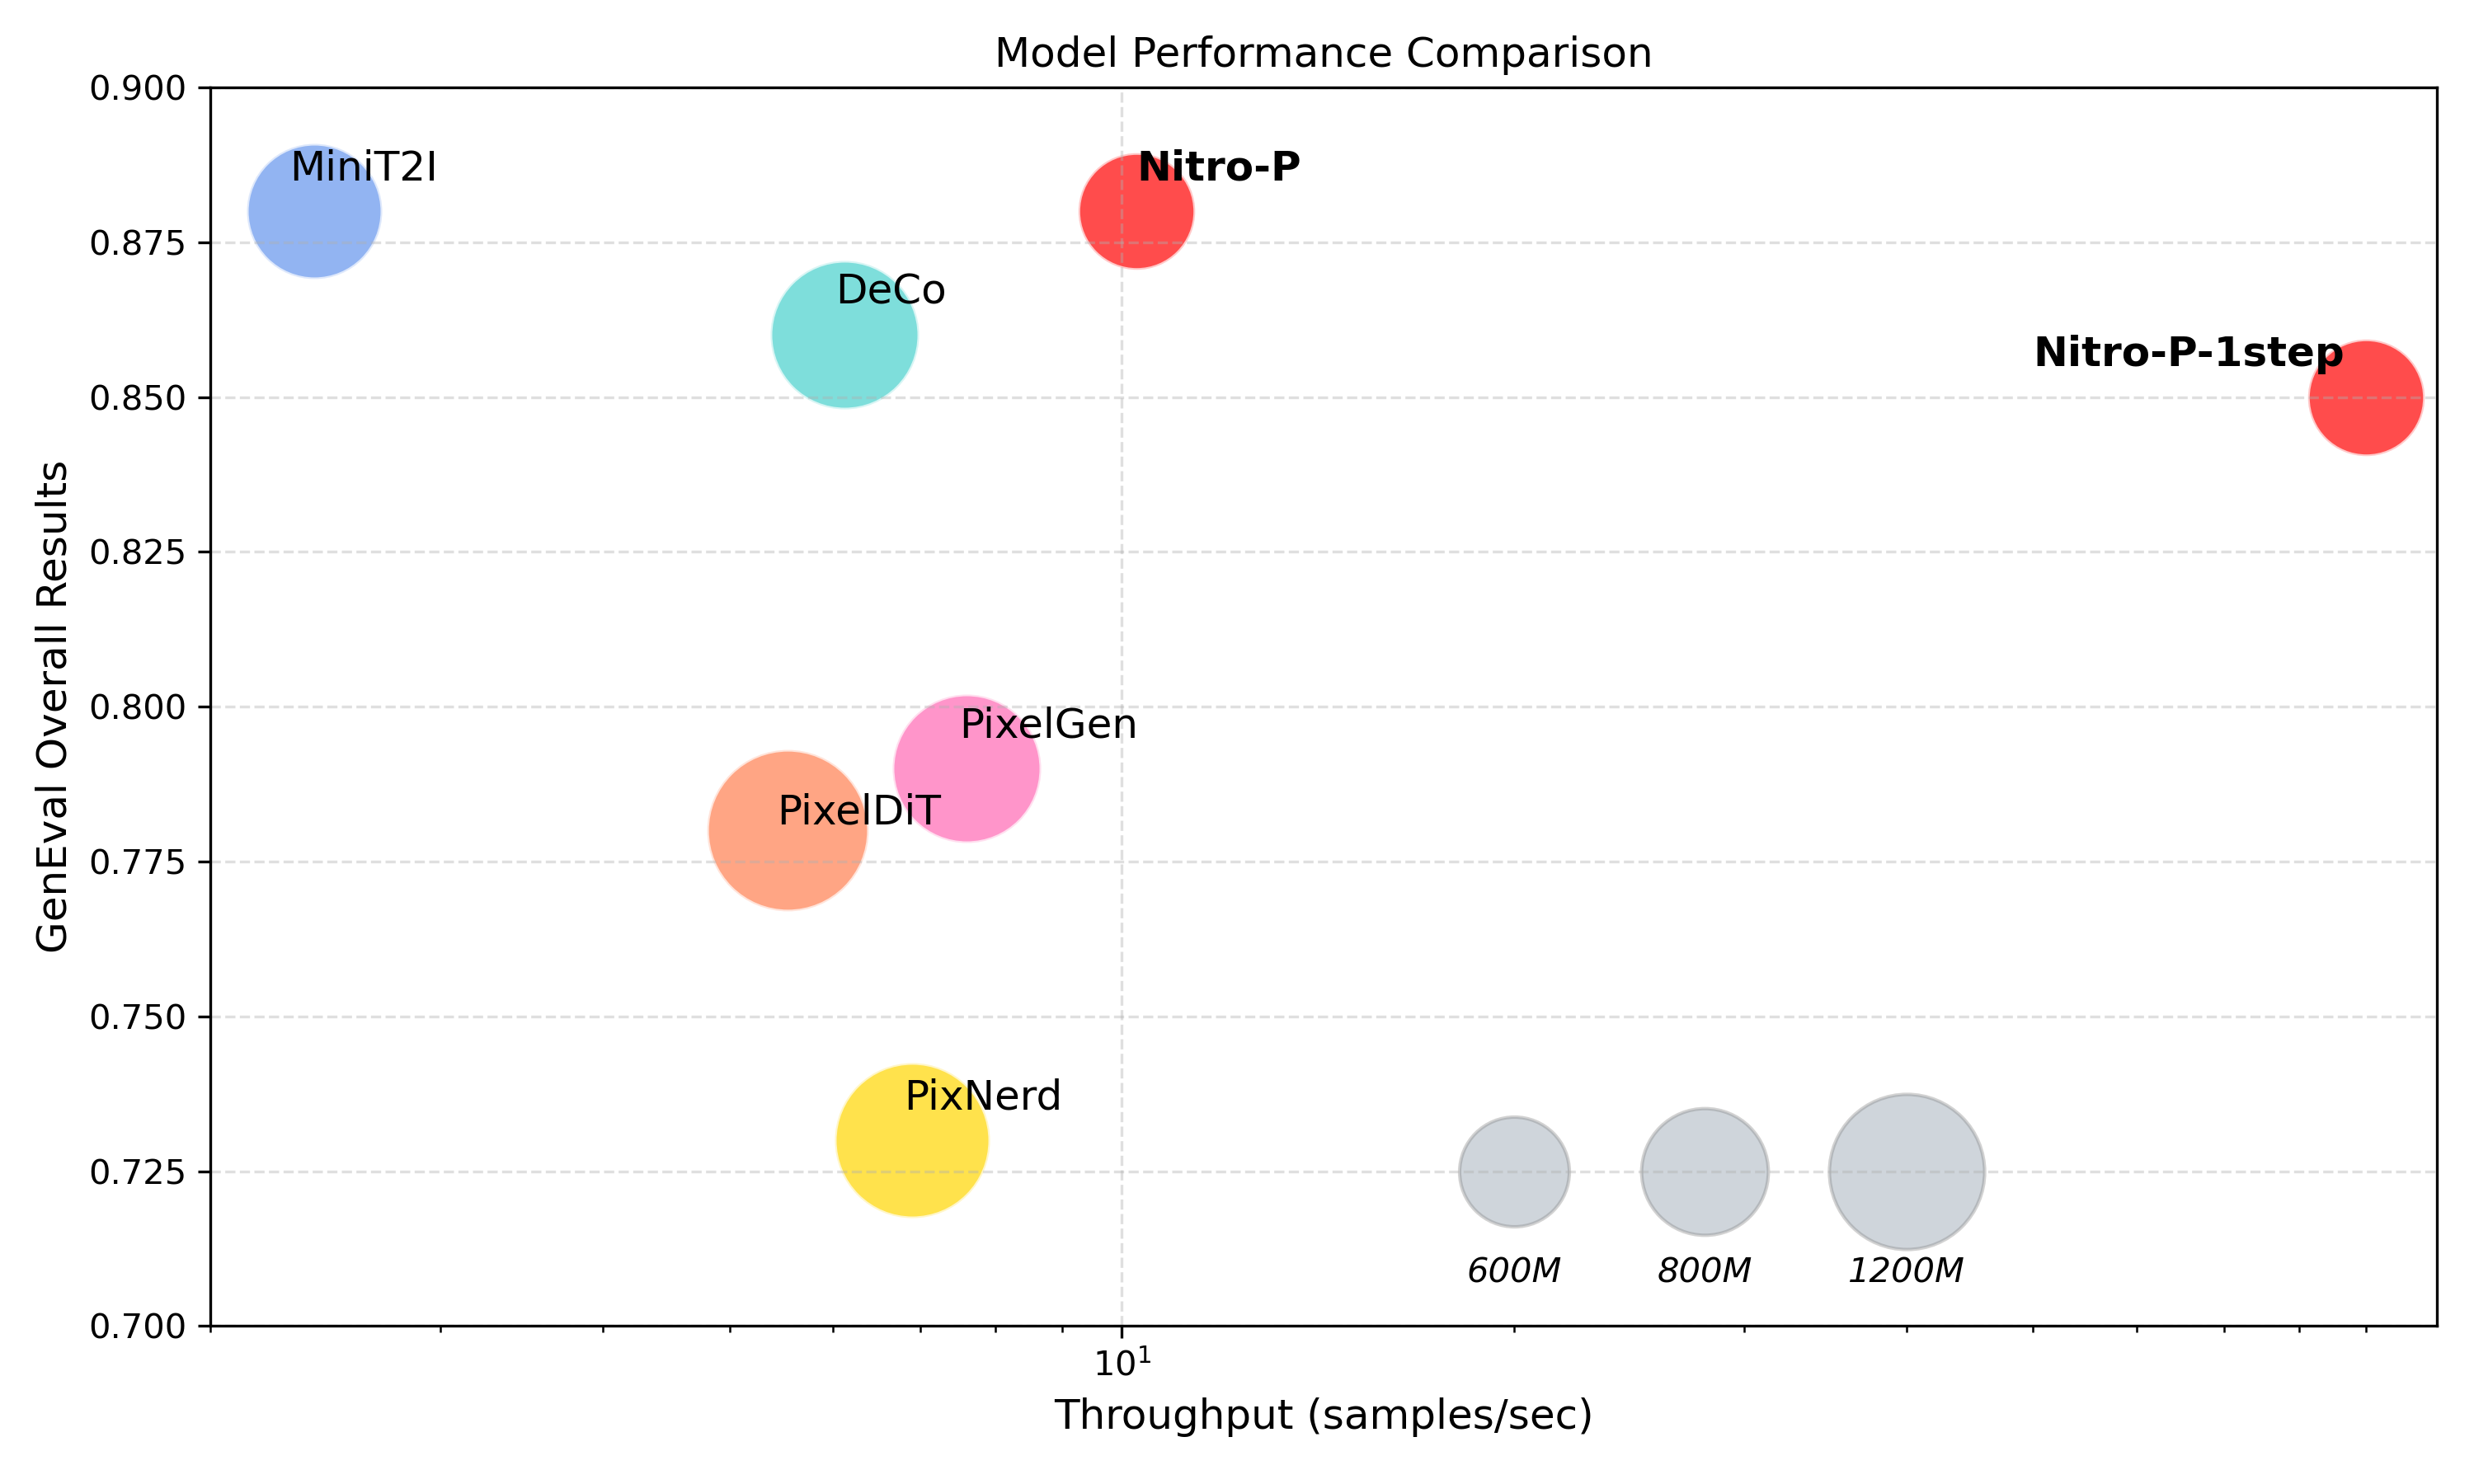 Model Performance Comparison
0.900
0.875
0.850
0.825
0.800
0.775
0.750
0.725
0.700
GenEval Overall Results
MiniT2I
Nitro-P
DeCo
Nitro-P-1step
PixelGen
PixelDiT
PixNerd
600M
800M
1200M
10¹
Throughput (samples/sec)